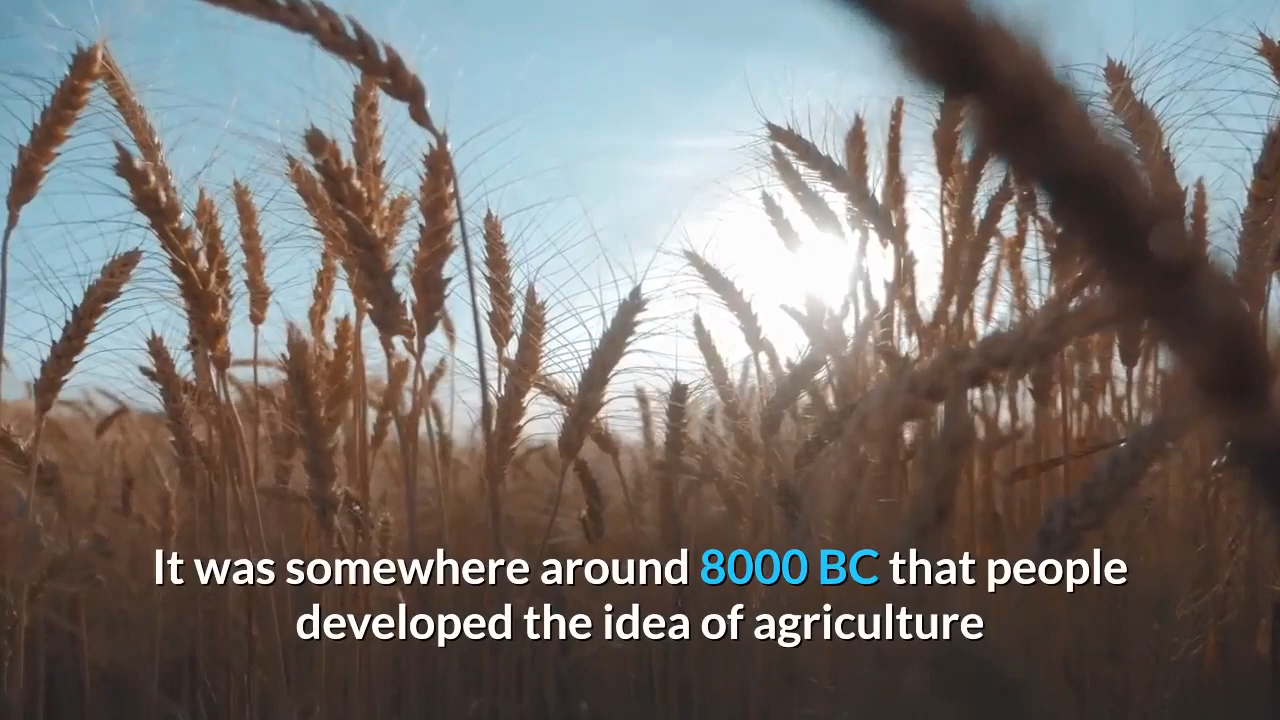 It was somewhere around 8000 BC that people
developed the idea of agriculture